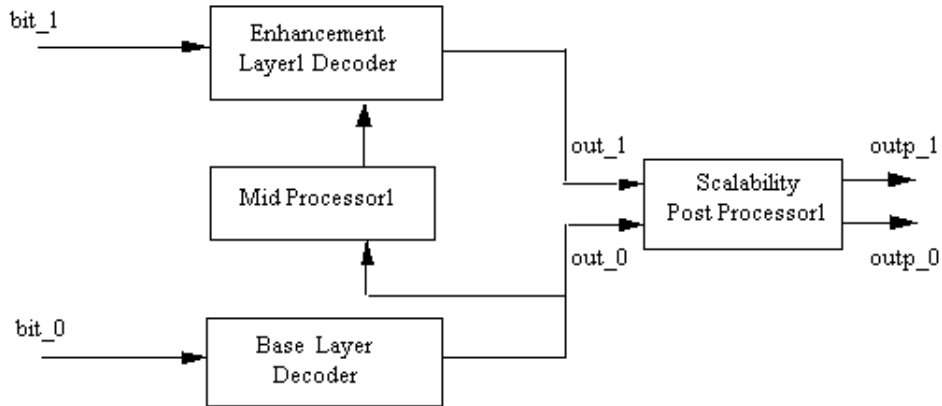 bit_1
Enhancement
Layer1 Decoder
out_1
outp_1
Mid Processor1
Scalability
Post Processor1
out_0
outp_0
bit_0
Base Layer
Decoder